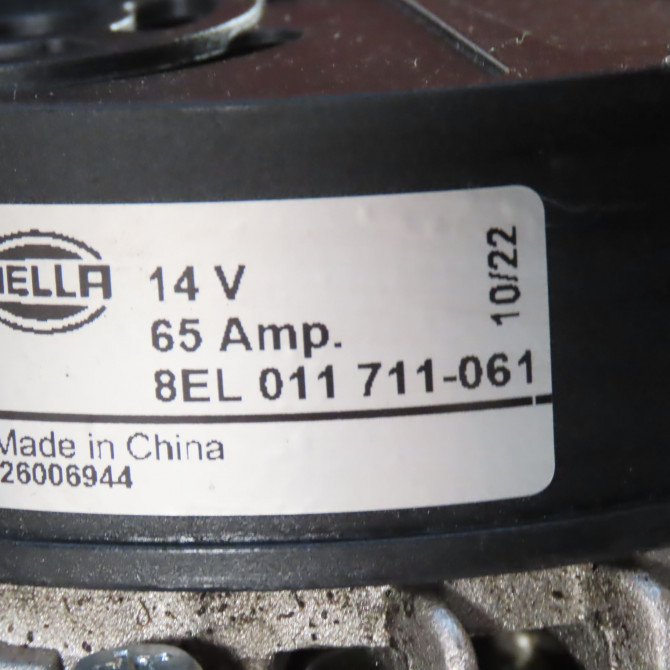 HELLA
14 V
65 Amp.
8EL 011 711-061
10/22
Made in China
26006944